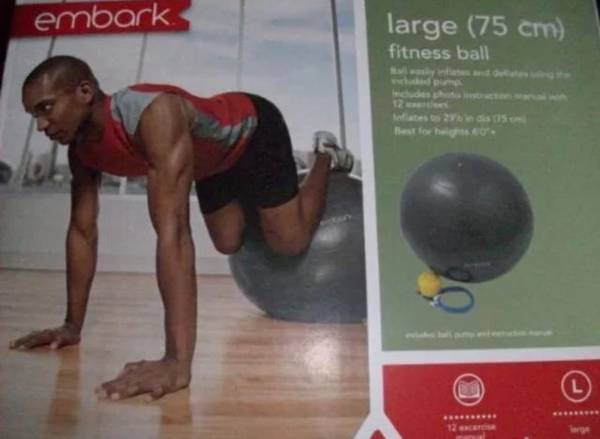 embark
large (75 cm)
fitness ball
Ball easily inflates and deflates using the
included pump.
Includes photo instruction manual with
12 exercises
Inflates to 29½ in dia (75 cm)
Best for heights 6'0"+
includes ball, pump and instruction manual
L
12 excercise
manual
large